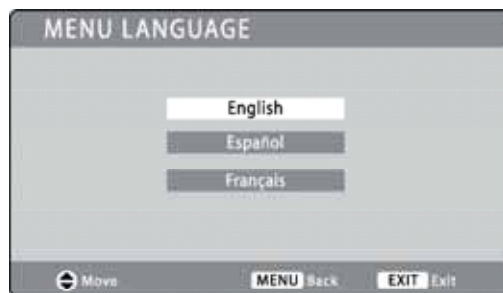 MENU LANGUAGE
English
Español
Français
Move MENU Back EXIT Exit